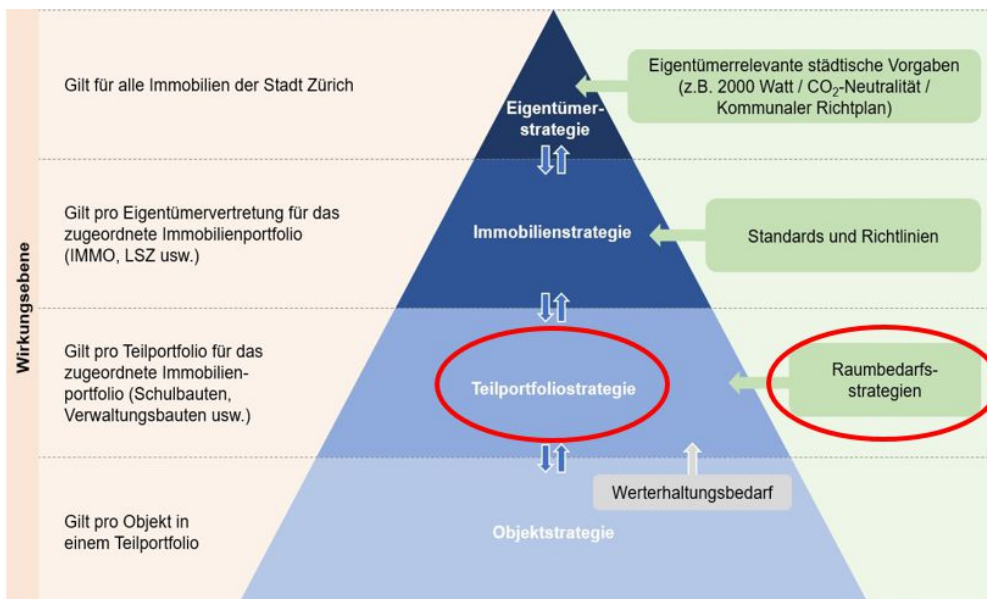 Wirkungsebene
Gilt für alle Immobilien der Stadt Zürich
Eigentümer-
strategie
Eigentümerrelevante städtische Vorgaben
(z.B. 2000 Watt / CO₂-Neutralität /
Kommunaler Richtplan)
Gilt pro Eigentümervertretung für das
zugeordnete Immobilienportfolio
(IMMO, LSZ usw.)
Immobilienstrategie
Standards und Richtlinien
Gilt pro Teilportfolio für das
zugeordnete Immobilien-
portfolio (Schulbauten,
Verwaltungsbauten usw.)
Teilportfoliostrategie
Raumbedarfs-
strategien
Werterhaltungsbedarf
Gilt pro Objekt in
einem Teilportfolio
Objektstrategie